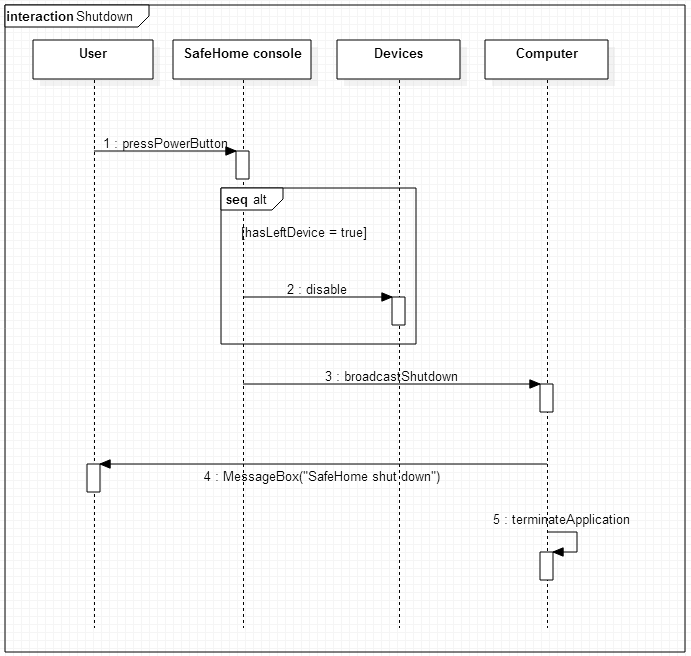 interaction Shutdown
User
SafeHome console
Devices
Computer
1 : pressPowerButton
seq alt
[hasLeftDevice = true]
2 : disable
3 : broadcastShutdown
4 : MessageBox("SafeHome shut down")
5 : terminateApplication